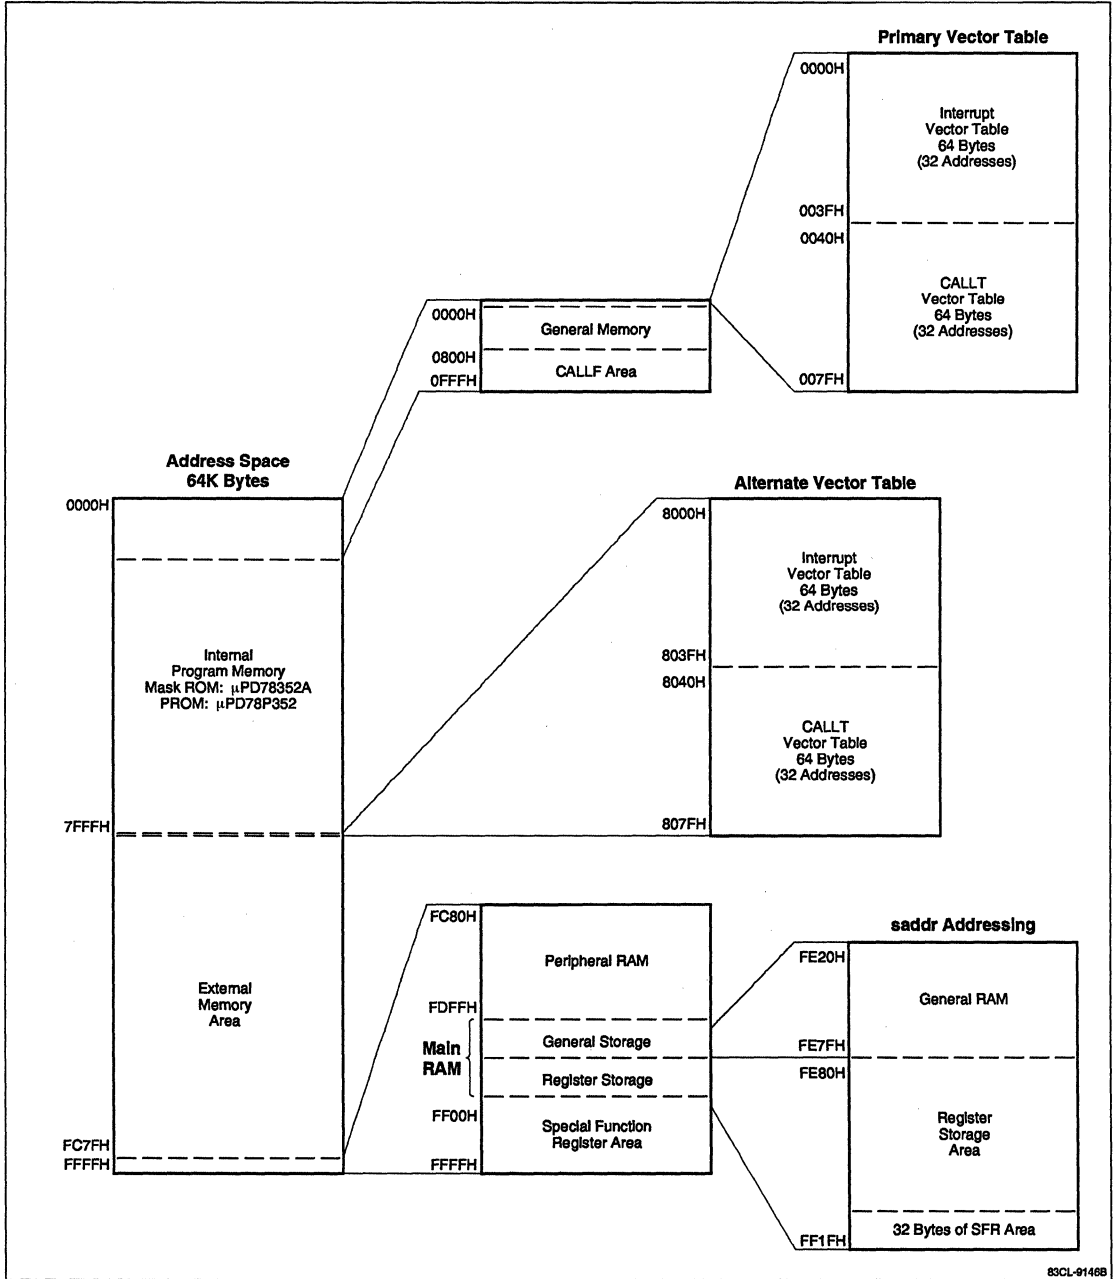 Primary Vector Table
0000H
Interrupt
Vector Table
64 Bytes
(32 Addresses)
003FH
0040H
CALLT
Vector Table
64 Bytes
(32 Addresses)
007FH
0000H
General Memory
0800H
CALLF Area
0FFFH
Address Space
64K Bytes
0000H
Internal
Program Memory
Mask ROM: μPD78352A
PROM: μPD78P352
7FFFH
External
Memory
Area
FC7FH
FFFFH
Alternate Vector Table
8000H
Interrupt
Vector Table
64 Bytes
(32 Addresses)
803FH
8040H
CALLT
Vector Table
64 Bytes
(32 Addresses)
807FH
FC80H
Peripheral RAM
FDFFH
Main
RAM
General Storage
Register Storage
FF00H
Special Function
Register Area
FFFFH
saddr Addressing
FE20H
General RAM
FE7FH
FE80H
Register
Storage
Area
32 Bytes of SFR Area
FF1FH
83CL-9146B